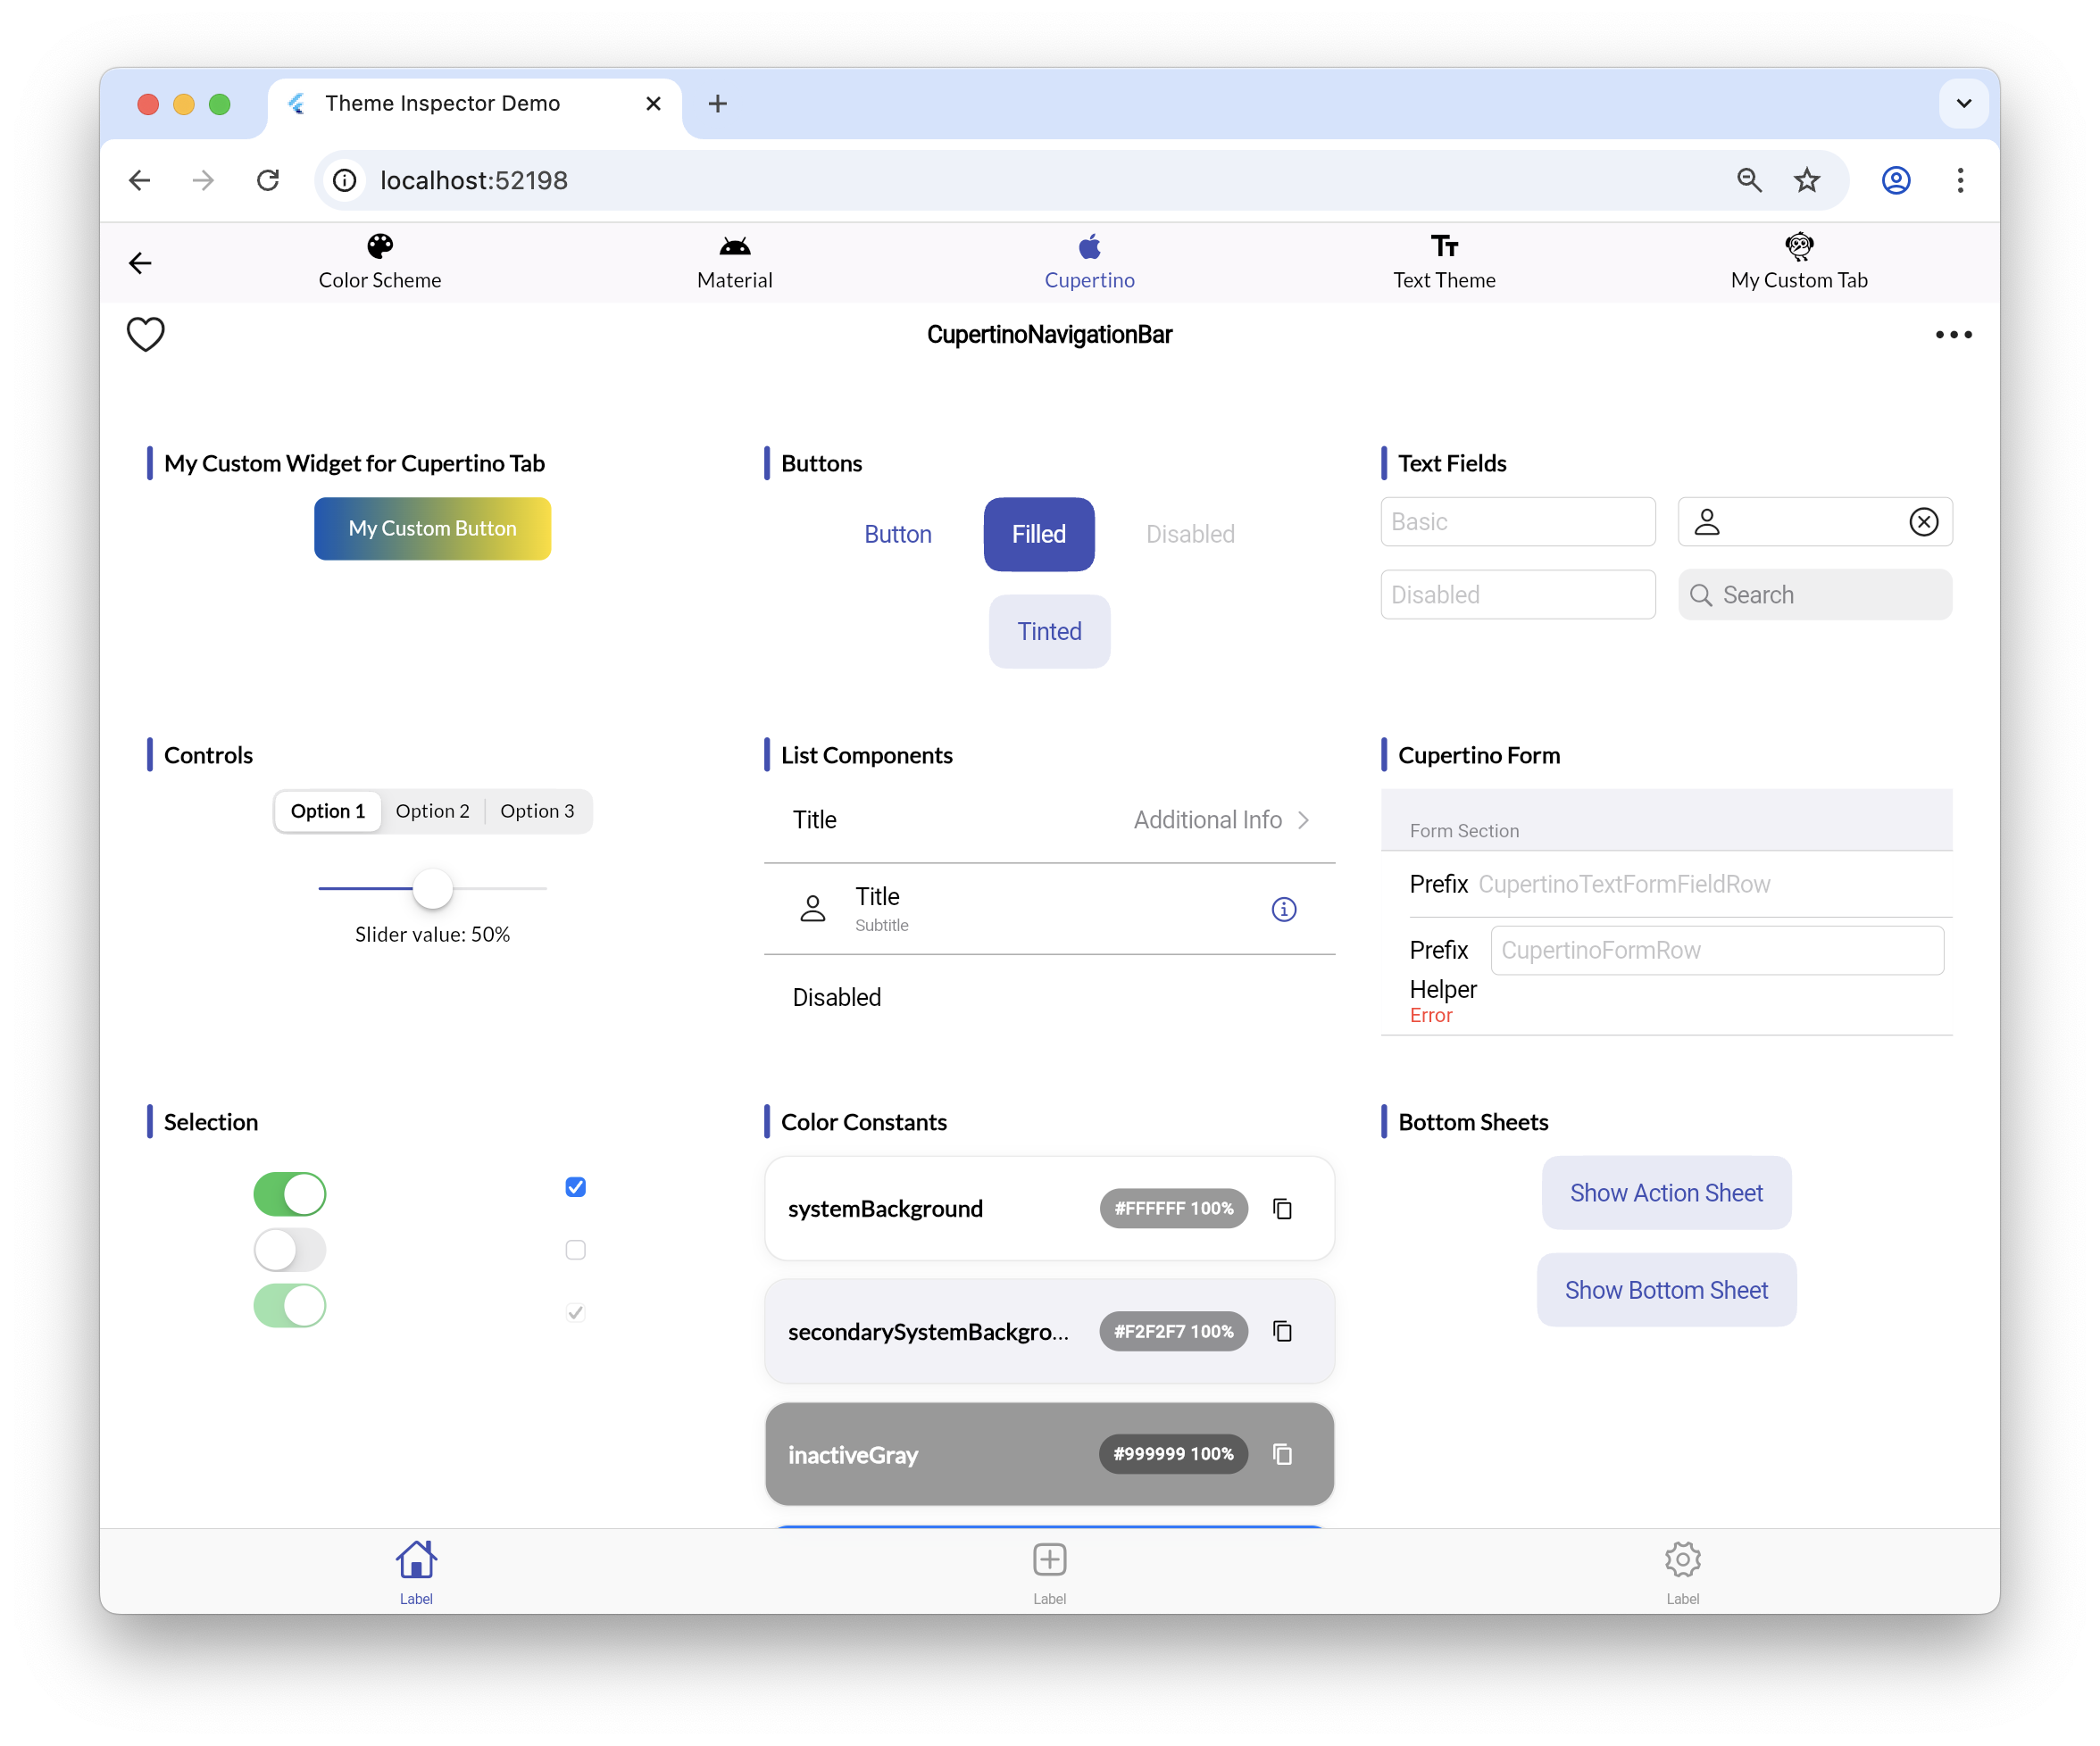 Theme Inspector Demo
localhost:52198
Color Scheme
Material
Cupertino
Text Theme
My Custom Tab
CupertinoNavigationBar
My Custom Widget for Cupertino Tab
My Custom Button
Buttons
Button
Filled
Disabled
Tinted
Text Fields
Basic
Disabled
Search
Controls
Option 1
Option 2
Option 3
Slider value: 50%
List Components
Title
Additional Info
Title
Subtitle
Disabled
Cupertino Form
Form Section
Prefix CupertinoTextFormFieldRow
Prefix CupertinoFormRow
Helper
Error
Selection
Color Constants
systemBackground #FFFFFF 100%
secondarySystemBackgro... #F2F2F7 100%
inactiveGray #999999 100%
Bottom Sheets
Show Action Sheet
Show Bottom Sheet
Label
Label
Label